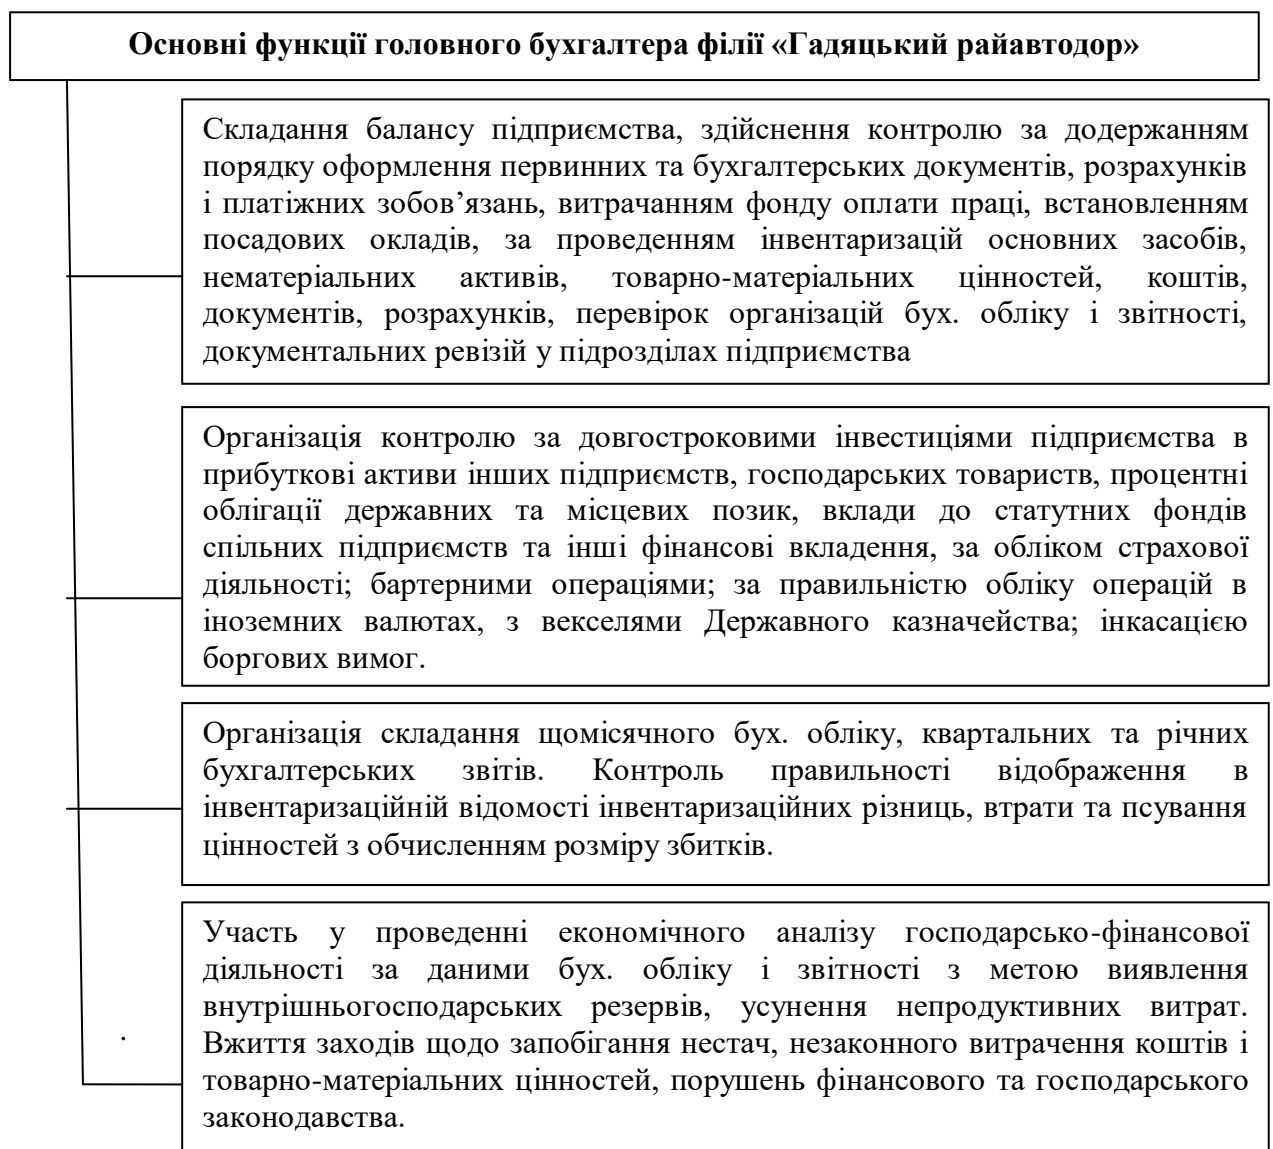 Основні функції головного бухгалтера філії «Гадяцький райавтодор»
Складання балансу підприємства, здійснення контролю за додержанням
порядку оформлення первинних та бухгалтерських документів, розрахунків
і платіжних зобов’язань, витрачанням фонду оплати праці, встановленням
посадових окладів, за проведенням інвентаризацій основних засобів,
нематеріальних активів, товарно-матеріальних цінностей, коштів,
документів, розрахунків, перевірок організацій бух. обліку і звітності,
документальних ревізій у підрозділах підприємства
Організація контролю за довгостроковими інвестиціями підприємства в
прибуткові активи інших підприємств, господарських товариств, процентні
облігації державних та місцевих позик, вклади до статутних фондів
спільних підприємств та інші фінансові вкладення, за обліком страхової
діяльності; бартерними операціями; за правильністю обліку операцій в
іноземних валютах, з векселями Державного казначейства; інкасацією
боргових вимог.
Організація складання щомісячного бух. обліку, квартальних та річних
бухгалтерських звітів. Контроль правильності відображення в
інвентаризаційній відомості інвентаризаційних різниць, втрати та псування
цінностей з обчисленням розміру збитків.
Участь у проведенні економічного аналізу господарсько-фінансової
діяльності за даними бух. обліку і звітності з метою виявлення
внутрішньогосподарських резервів, усунення непродуктивних витрат.
Вжиття заходів щодо запобігання нестач, незаконного витрачення коштів і
товарно-матеріальних цінностей, порушень фінансового та господарського
законодавства.
.